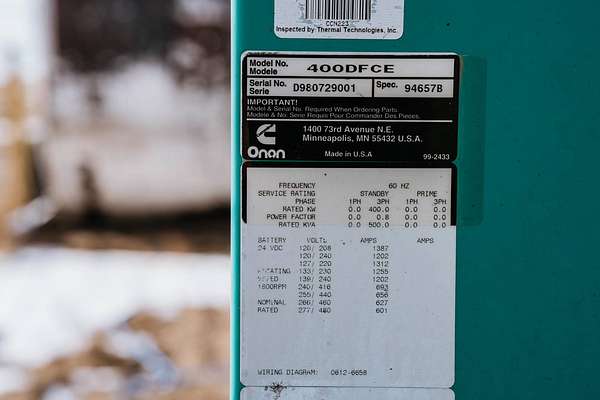 CCN223
Inspected by Thermal Technologies, Inc.
Model No. 400DFCE
Modele
Serial No. D980729001 Spec. 94657B
Serie
IMPORTANT!
Model & Serial No. Required When Ordering Parts.
Modele & No. Serie Requis Pour Commander Des Pieces.
1400 73rd Avenue N.E.
Minneapolis, MN 55432 U.S.A.
Onan
Made in U.S.A 99-2433
FREQUENCY 60 HZ
SERVICE RATING STANDBY PRIME
PHASE 1PH 3PH 1PH 3PH
RATED KW 0.0 400.0 0.0 0.0
POWER FACTOR 0.0 0.8 0.0 0.0
RATED KVA 0.0 500.0 0.0 0.0
BATTERY VOLTS AMPS AMPS
24 VDC 120/ 208 1387
120/ 240 1202
127/ 220 1312
133/ 230 1255
139/ 240 1202
1800RPM 240/ 416 693
255/ 440 656
NOMINAL 266/ 460 627
RATED 277/ 480 601
WIRING DIAGRAM: 0612-6658